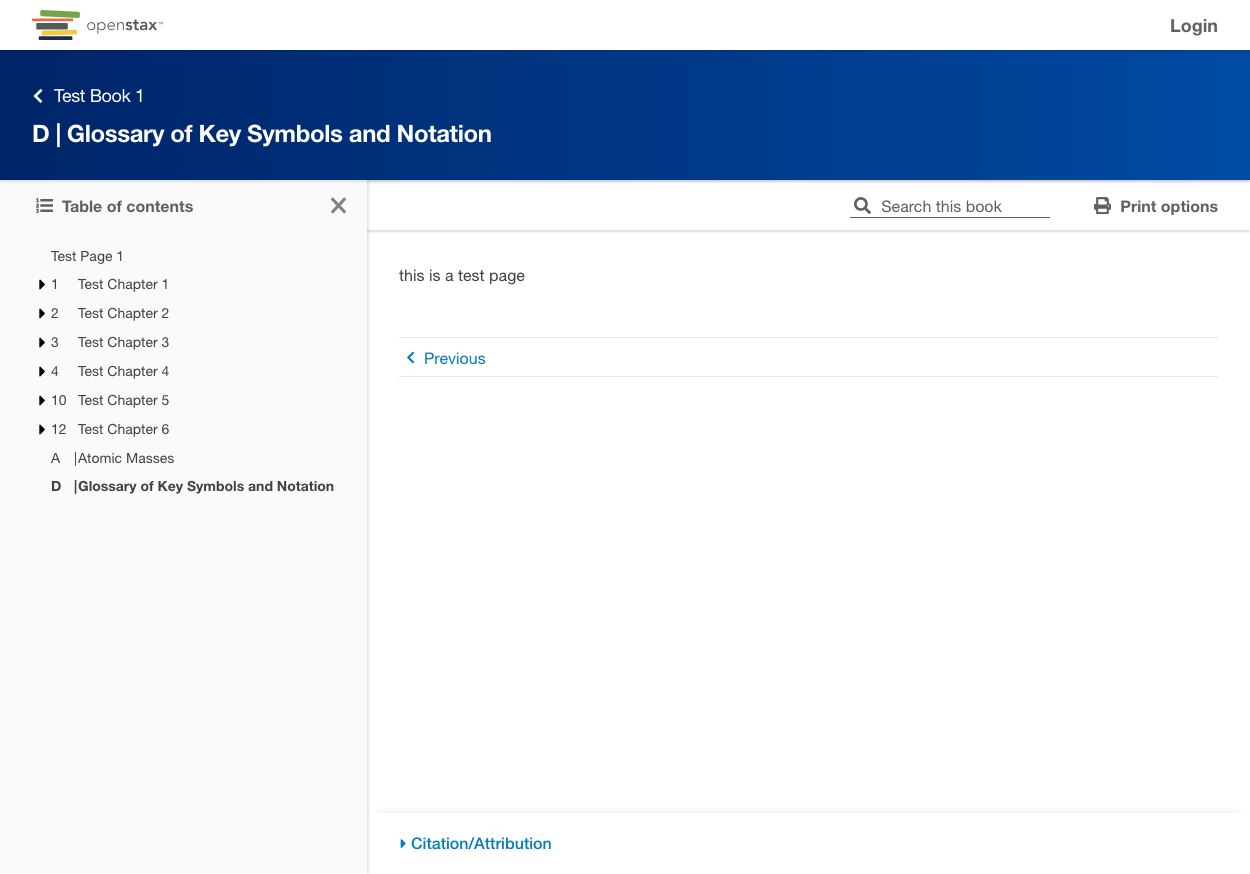 openstax™
Login
Test Book 1
D | Glossary of Key Symbols and Notation
Table of contents
Search this book
Print options
Test Page 1
1 Test Chapter 1
2 Test Chapter 2
3 Test Chapter 3
4 Test Chapter 4
10 Test Chapter 5
12 Test Chapter 6
A |Atomic Masses
D |Glossary of Key Symbols and Notation
this is a test page
Previous
Citation/Attribution